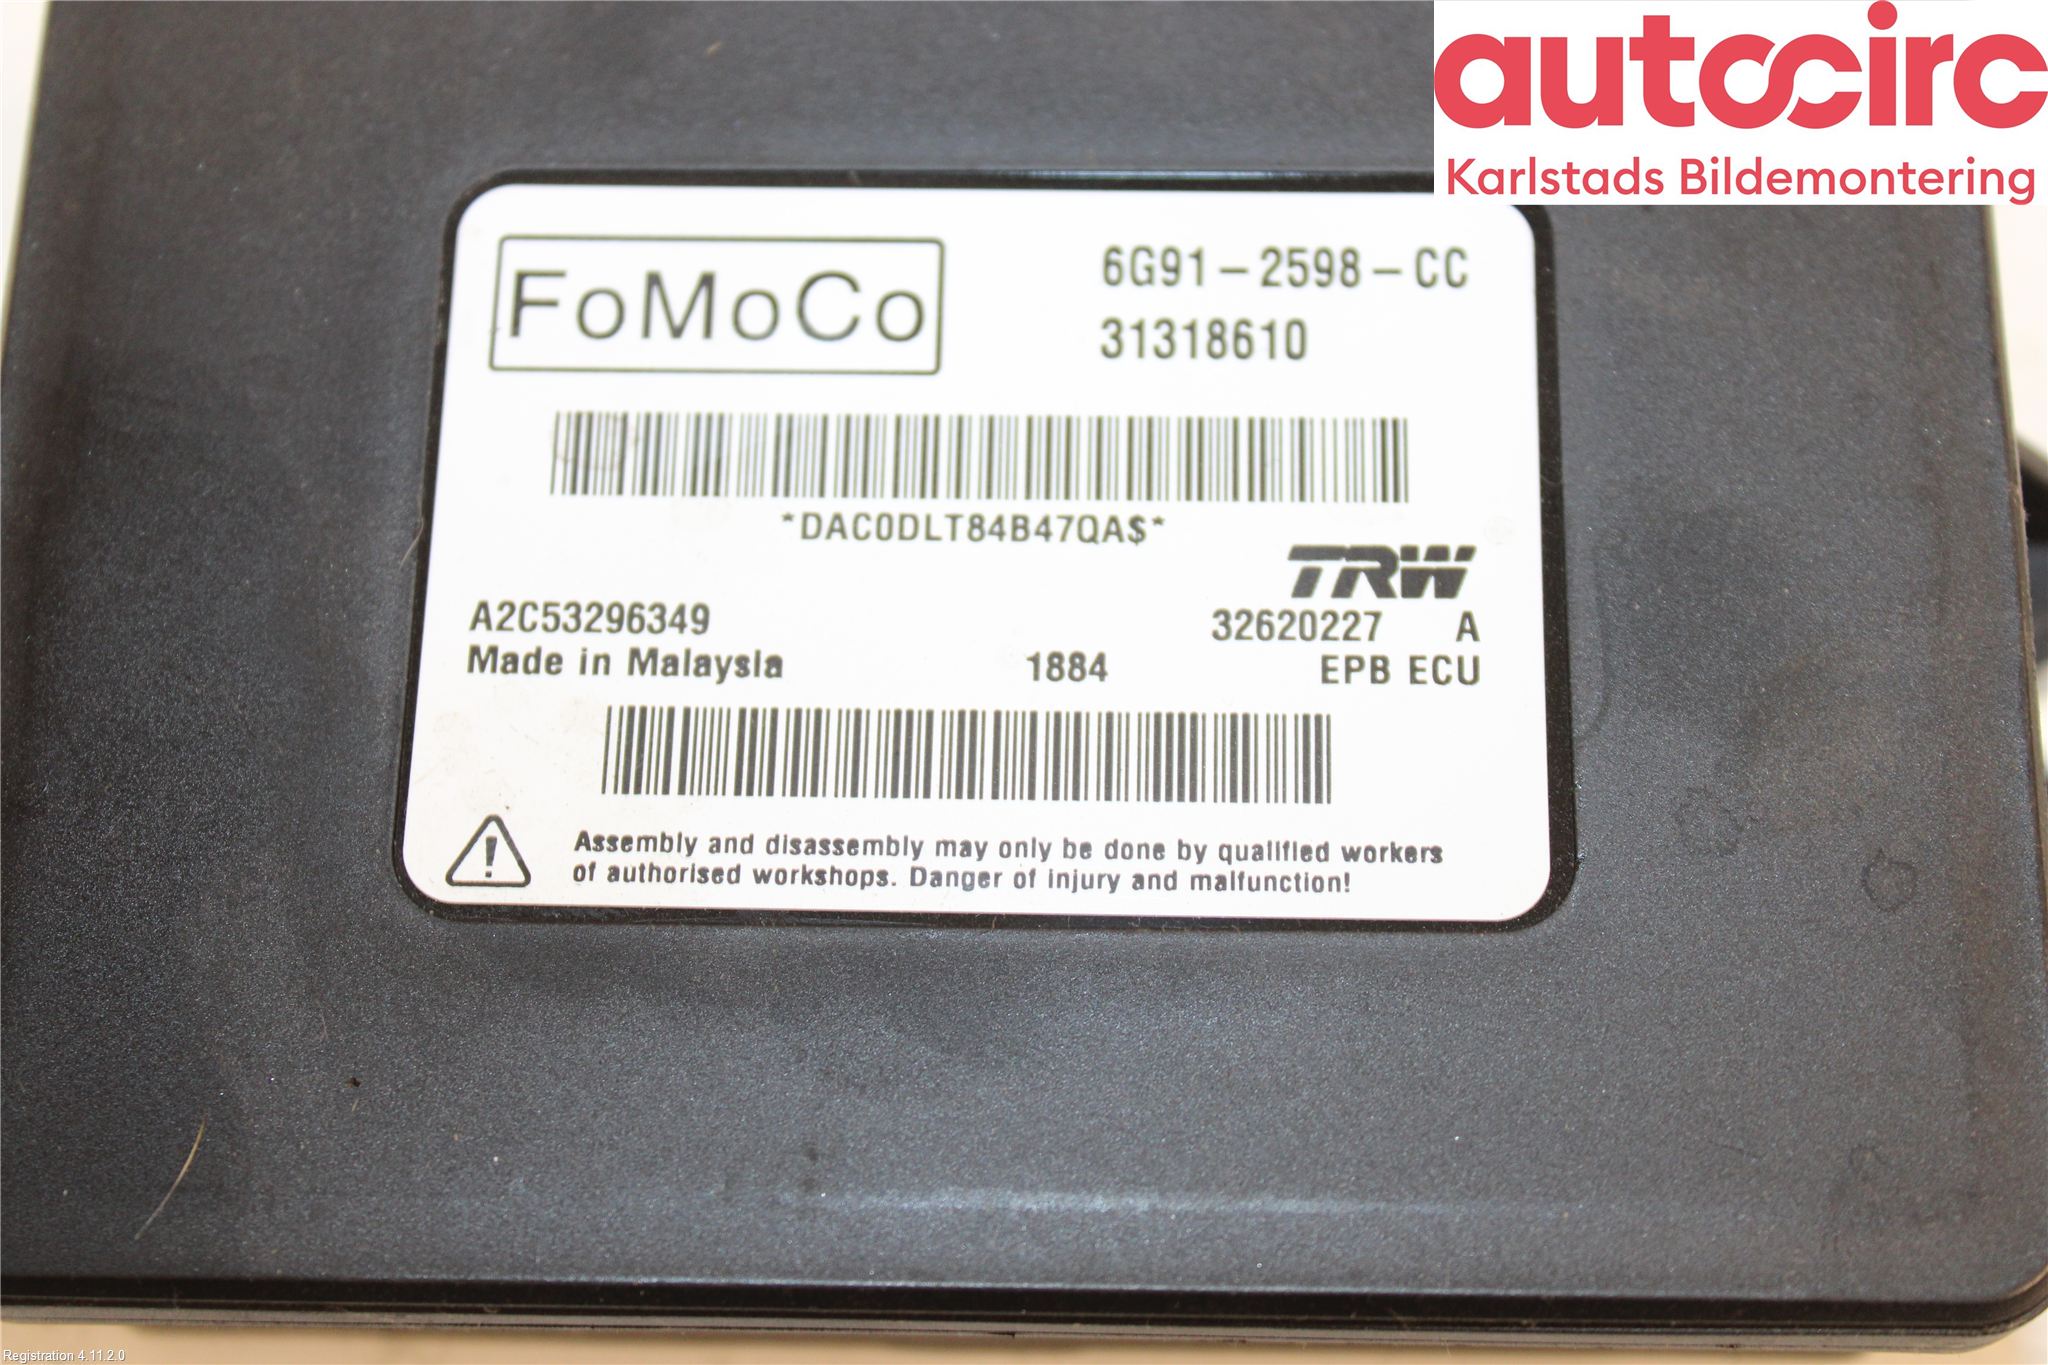 autocirc
Karlstads Bildemontering
FoMoCo
6G91-2598-CC
31318610
*DAC0DLT84B47QA$*
TRW
A2C53296349
32620227 A
Made in Malaysia
1884
EPB ECU
Assembly and disassembly may only be done by qualified workers
of authorised workshops. Danger of injury and malfunction!
Registration 4.11.2.0